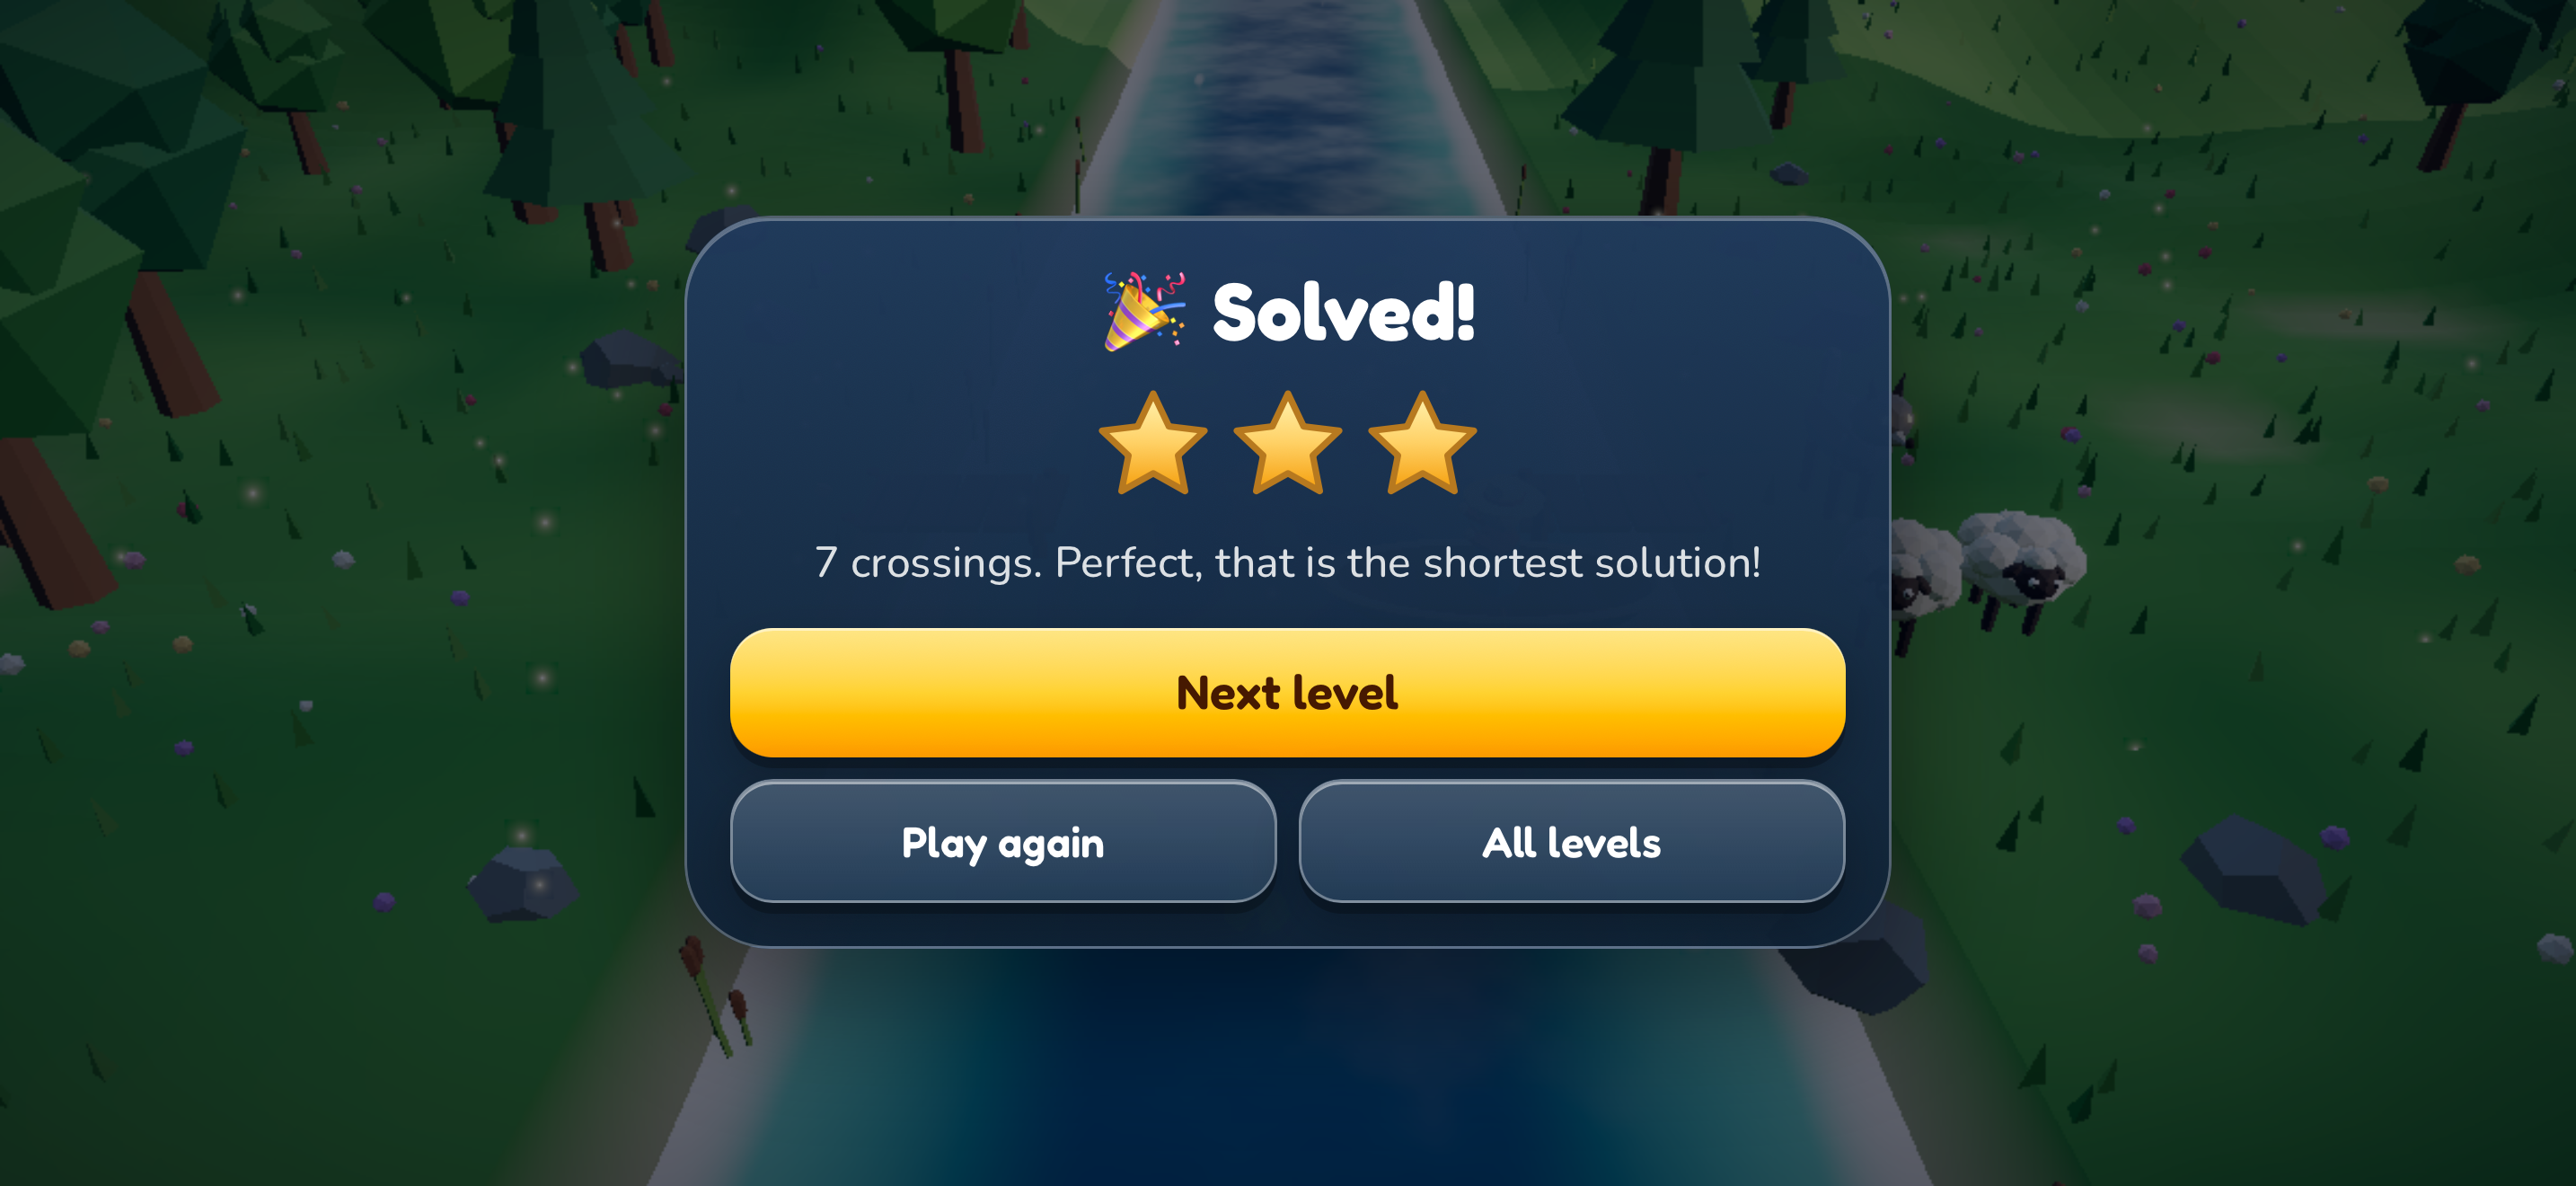 Solved!
7 crossings. Perfect, that is the shortest solution!
Next level
Play again
All levels